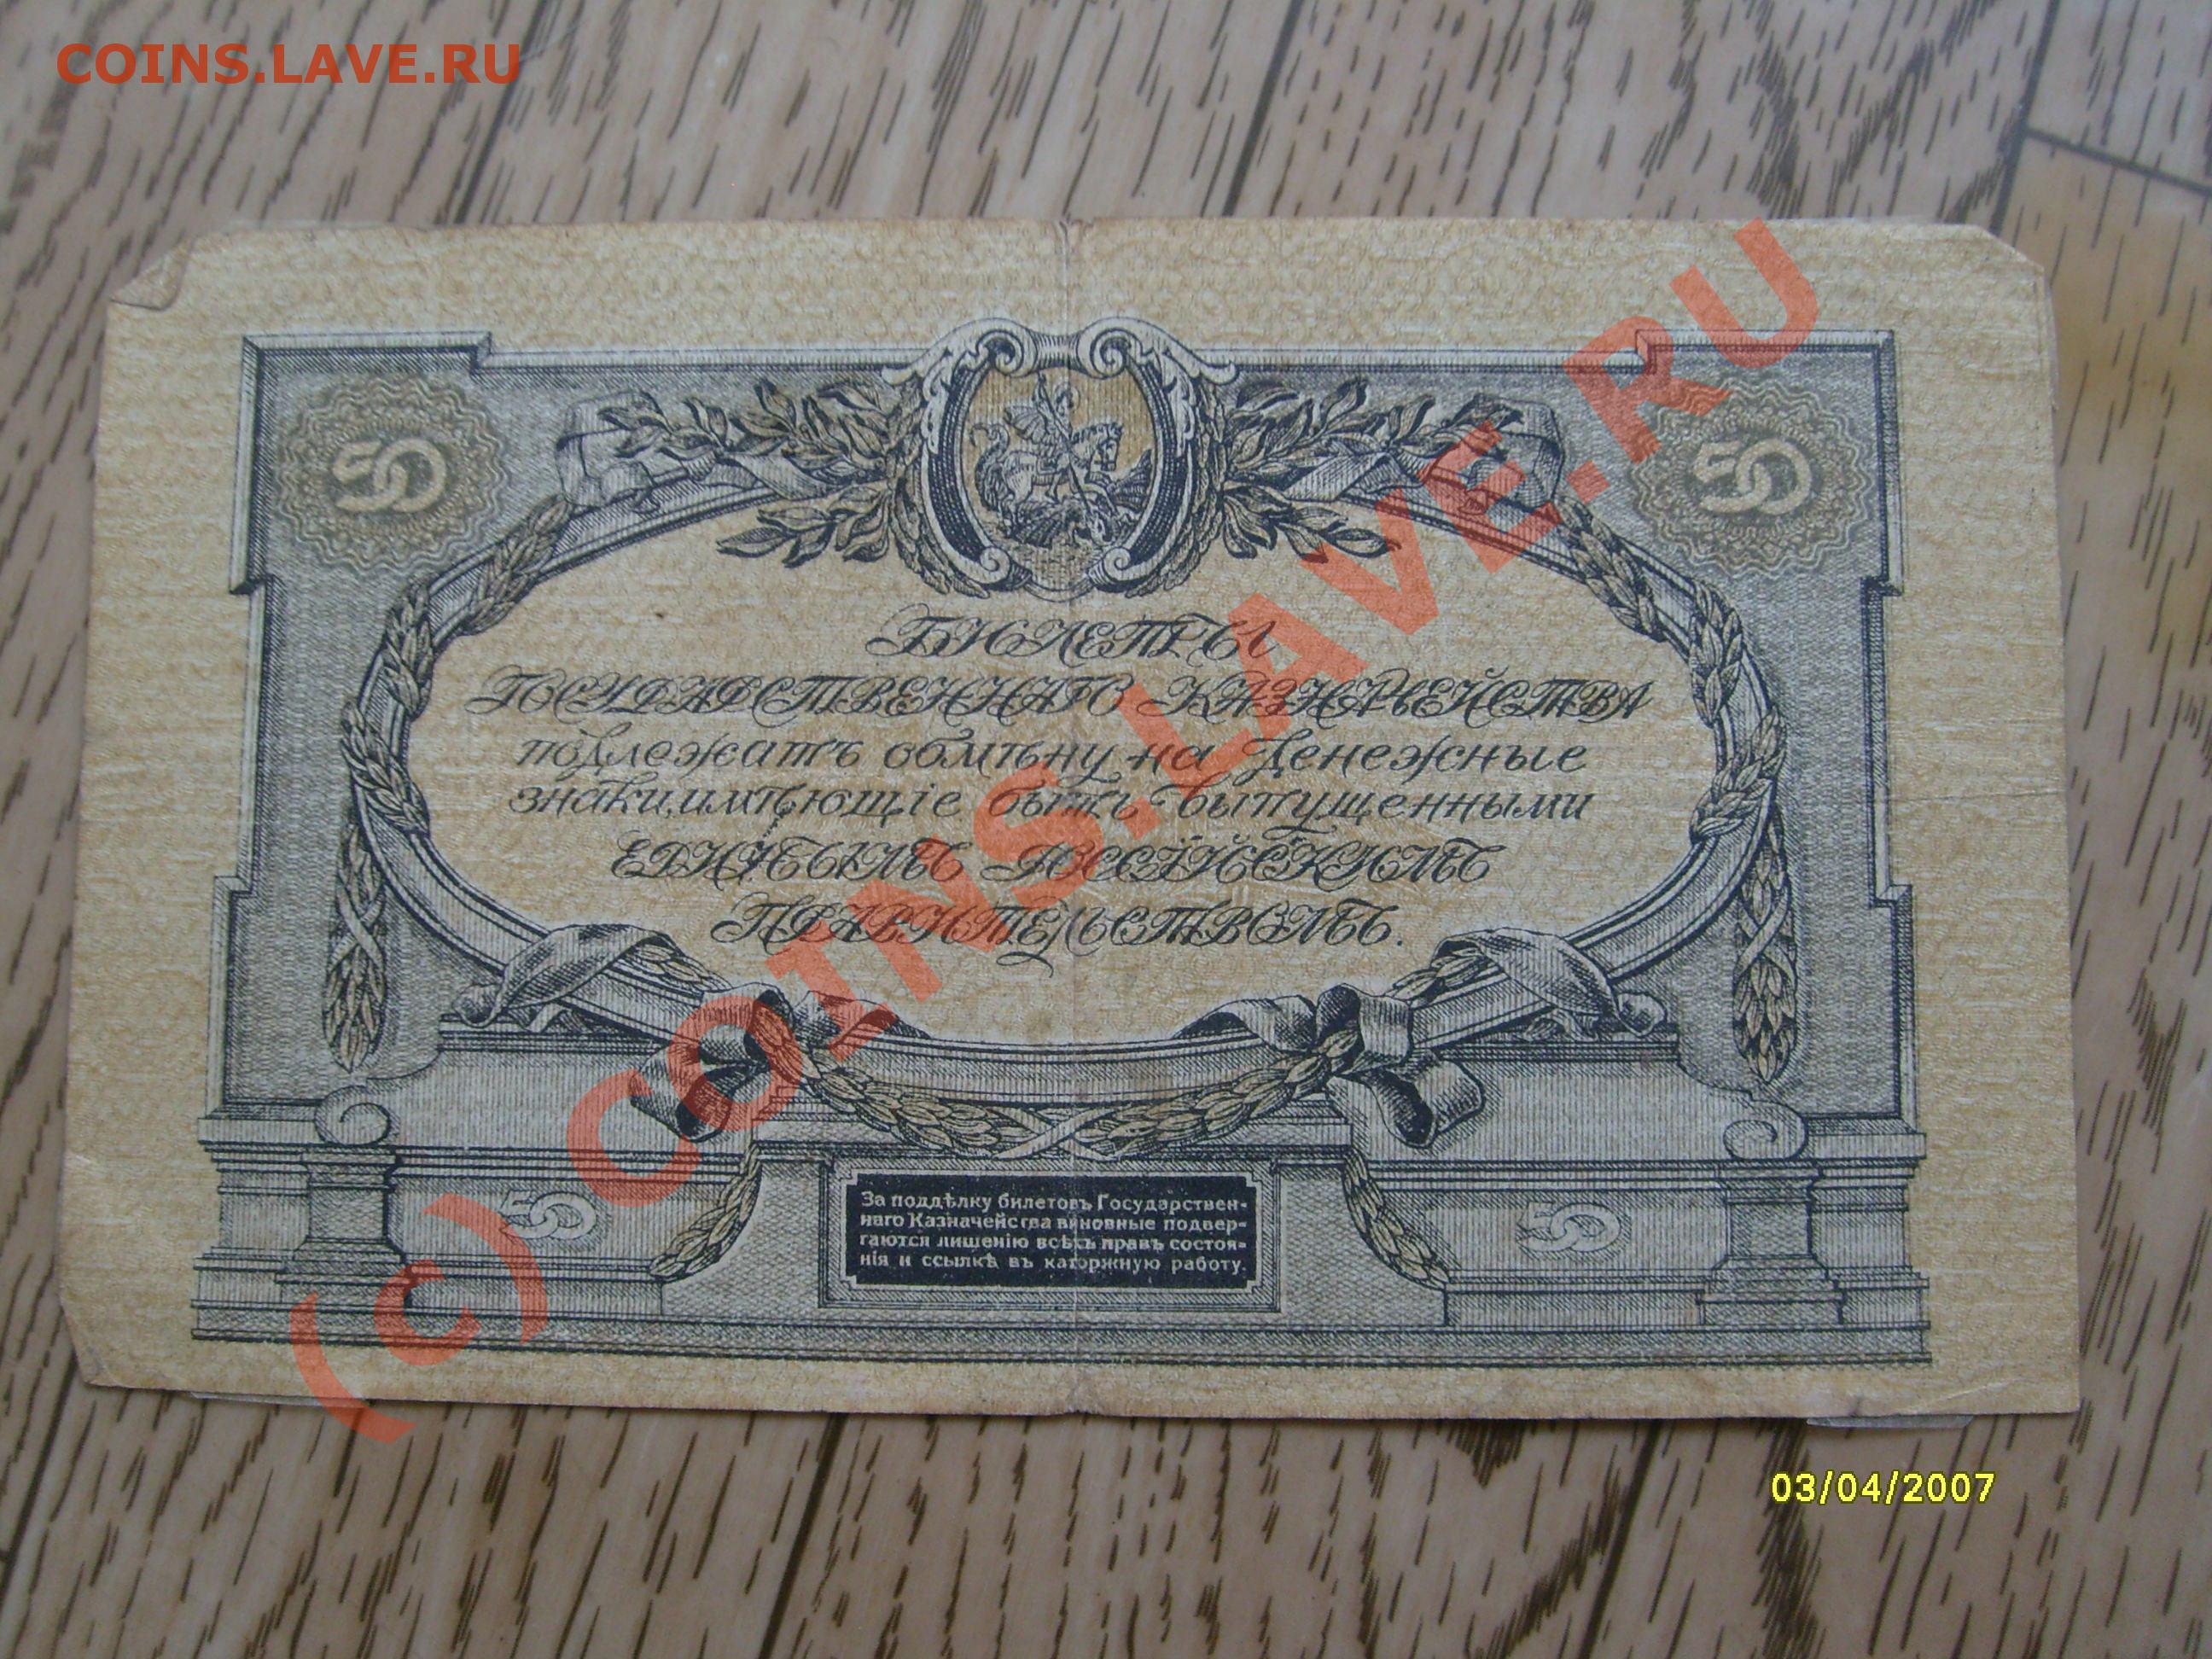 COINS.LAVE.RU
50
50
БИЛЕТЫ
ГОСУДАРСТВЕННАГО КАЗНАЧЕЙСТВА
подлежатъ обмѣну на денежные
знаки, имѣющіе быть выпущенными
ЕДИНЫМЪ РОССІЙСКИМЪ
ПРАВИТЕЛЬСТВОМЪ.
(c) COINS.LAVE.RU
50
50
За поддѣлку билетовъ Государствен-
наго Казначейства виновные подвер-
гаются лишенію всѣхъ правъ состоя-
нія и ссылкѣ въ каторжную работу.
03/04/2007